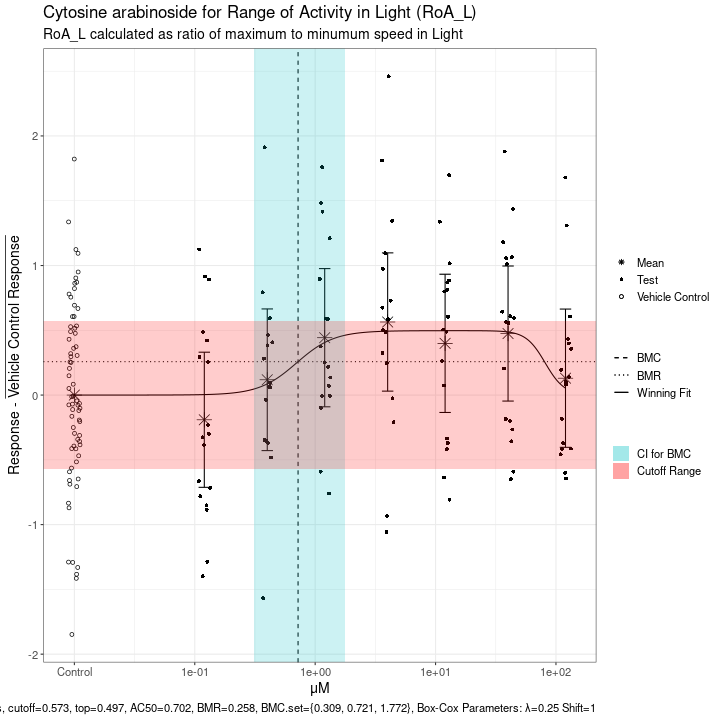 Cytosine arabinoside for Range of Activity in Light (RoA_L)
RoA_L calculated as ratio of maximum to minumum speed in Light
Response - Vehicle Control Response
2
1
0
-1
-2
Control
1e-01
1e+00
1e+01
1e+02
µM
Mean
Test
Vehicle Control
BMC
BMR
Winning Fit
CI for BMC
Cutoff Range
, cutoff=0.573, top=0.497, AC50=0.702, BMR=0.258, BMC.set={0.309, 0.721, 1.772}, Box-Cox Parameters: λ=0.25 Shift=1